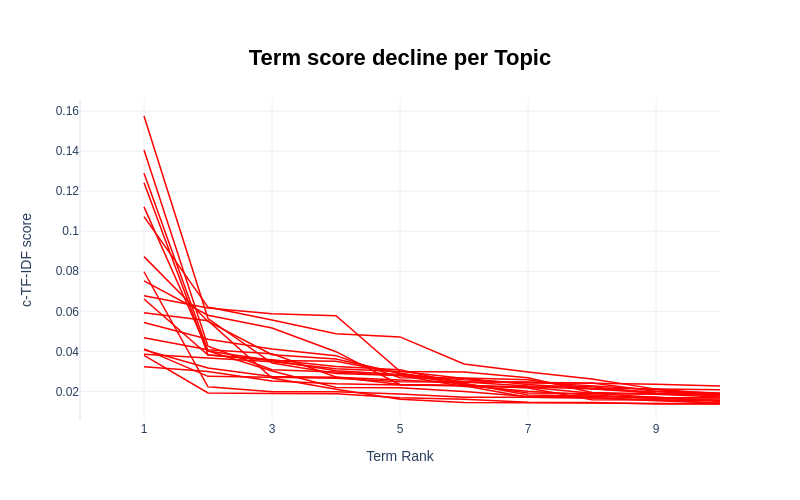 Term score decline per Topic
0.16
0.14
0.12
0.1
0.08
0.06
0.04
0.02
c-TF-IDF score
1 3 5 7 9
Term Rank